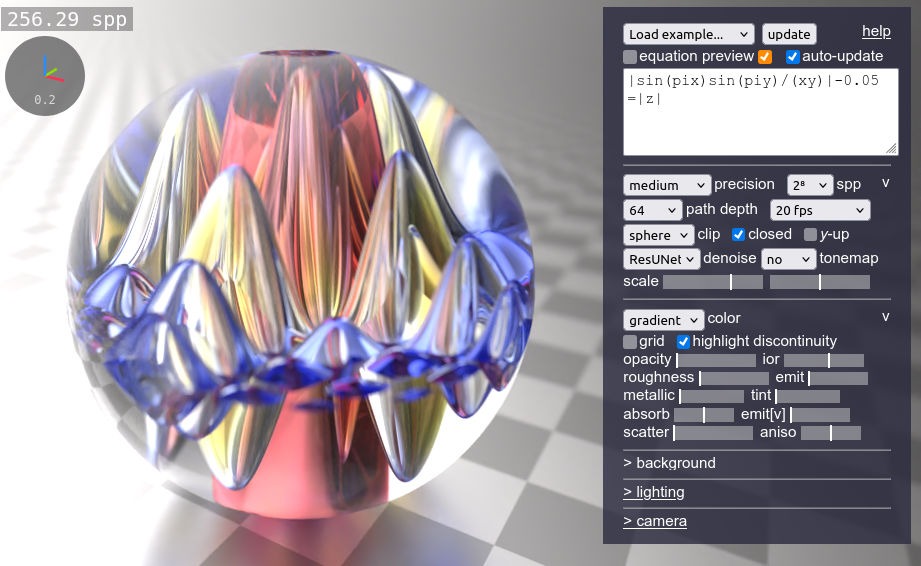 256.29 spp
0.2
Load example... update help
equation preview auto-update
|sin(pix)sin(piy)/(xy)|-0.05
=|z|
medium precision 2⁸ spp v
64 path depth 20 fps
sphere clip closed y-up
ResUNet denoise no tonemap
scale
gradient color v
grid highlight discontinuity
opacity ior
roughness emit
metallic tint
absorb emit[v]
scatter aniso
> background
> lighting
> camera